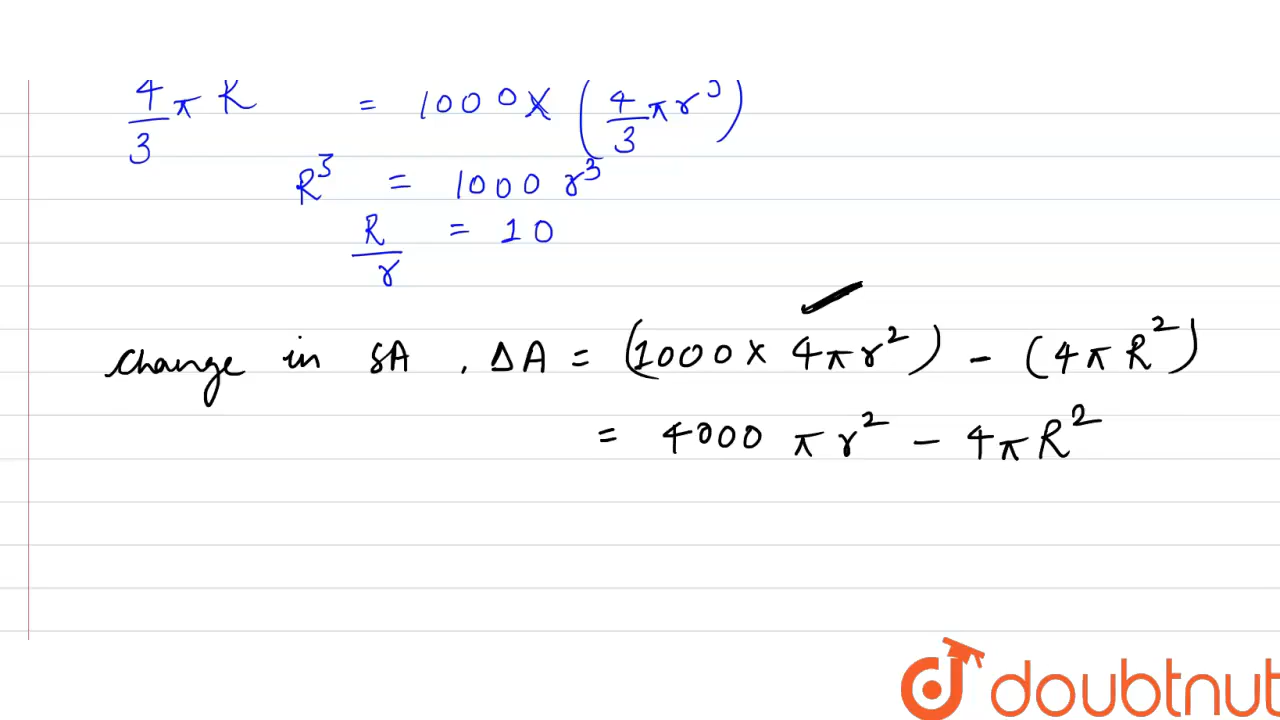 4/3 π R = 1000 X (4/3 π r³)
R³ = 1000 r³
R/r = 10
Change in SA , ΔA = (1000 × 4πr²) - (4πR²)
= 4000 πr² - 4πR²
doubtnut